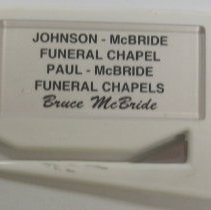 JOHNSON - McBRIDE
FUNERAL CHAPEL
PAUL - McBRIDE
FUNERAL CHAPELS
Bruce McBride